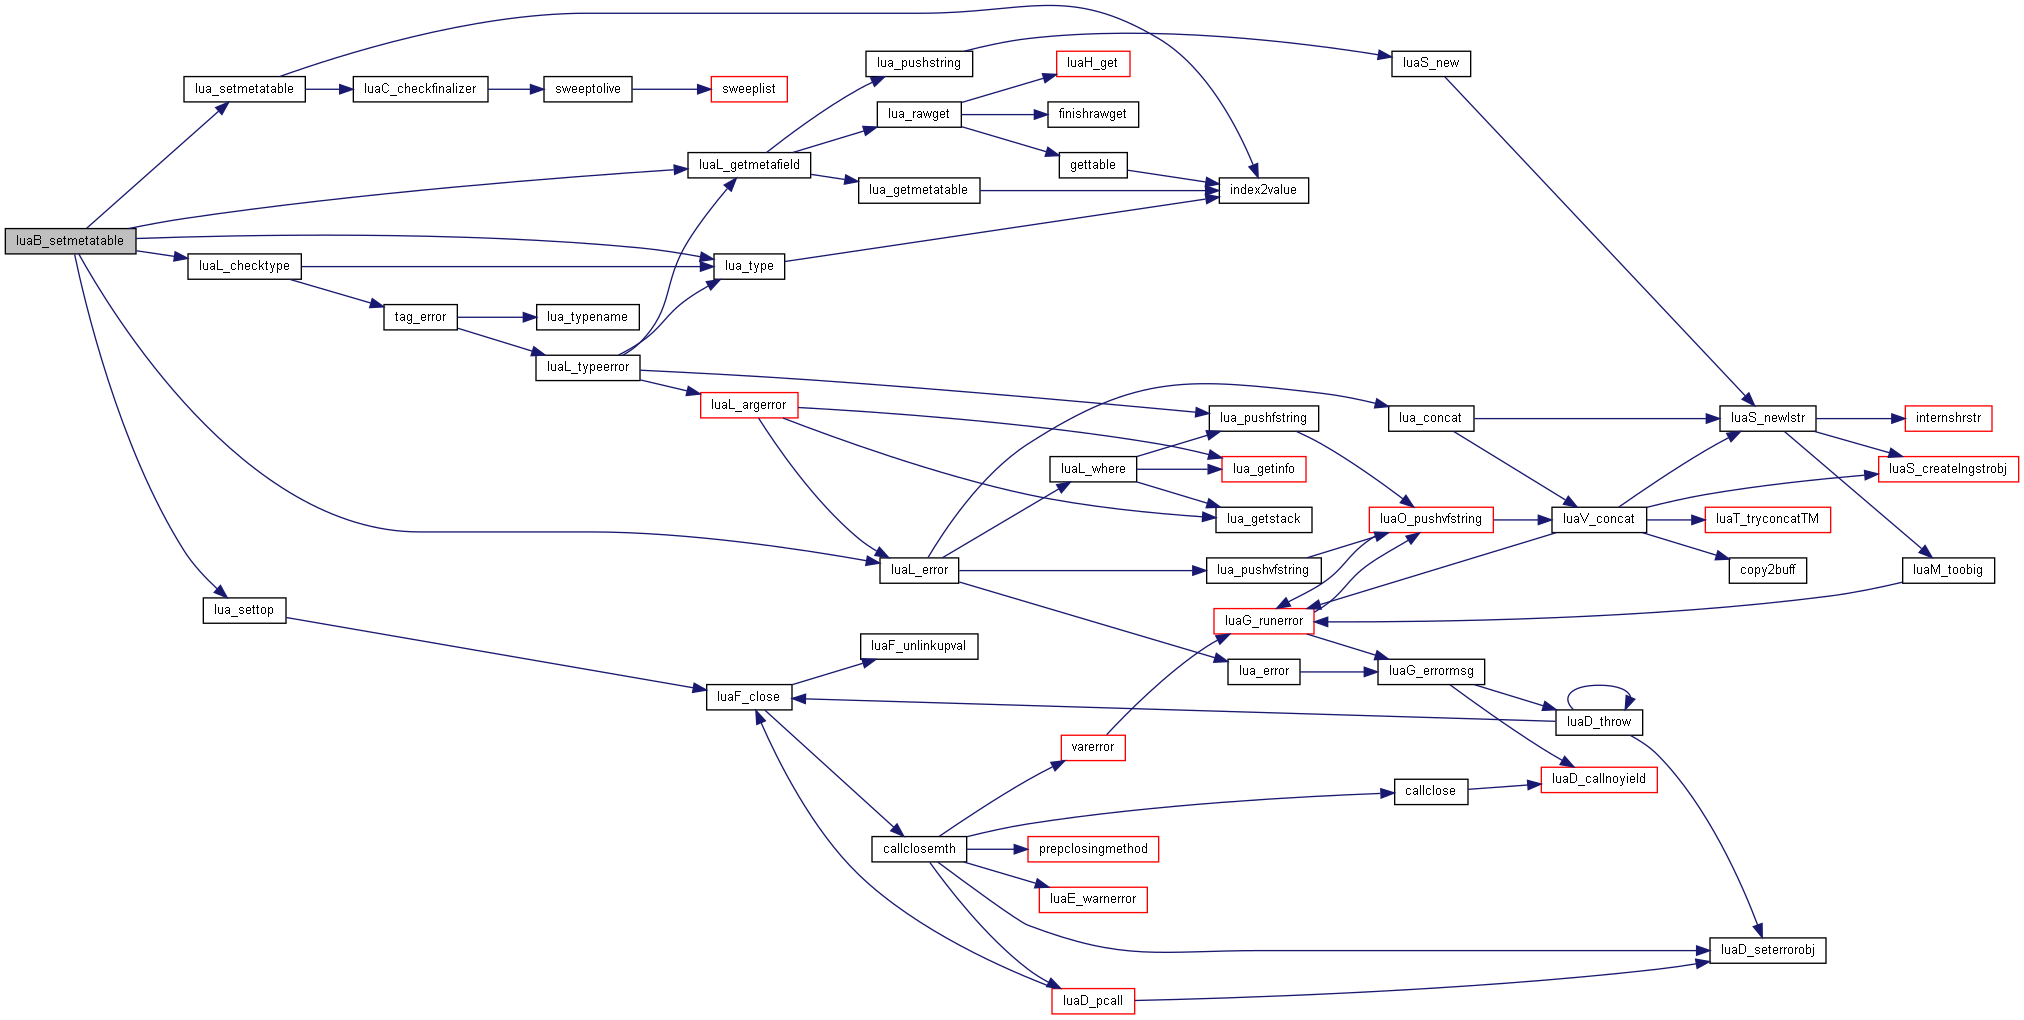 luaB_setmetatable
lua_setmetatable
luaC_checkfinalizer
sweeptolive
sweeplist
luaL_getmetafield
lua_pushstring
luaS_new
lua_rawget
luaH_get
finishrawget
gettable
lua_getmetatable
index2value
luaL_checktype
lua_type
tag_error
lua_typename
luaL_typeerror
luaL_argerror
lua_pushfstring
lua_concat
luaS_newlstr
internshrstr
luaL_where
lua_getinfo
luaS_createlngstrobj
lua_getstack
luaO_pushvfstring
luaV_concat
luaT_tryconcatTM
luaL_error
lua_pushvfstring
copy2buff
luaM_toobig
lua_settop
luaG_runerror
luaF_unlinkupval
lua_error
luaG_errormsg
luaF_close
luaD_throw
varerror
luaD_callnoyield
callclose
callclosemth
prepclosingmethod
luaE_warnerror
luaD_seterrorobj
luaD_pcall